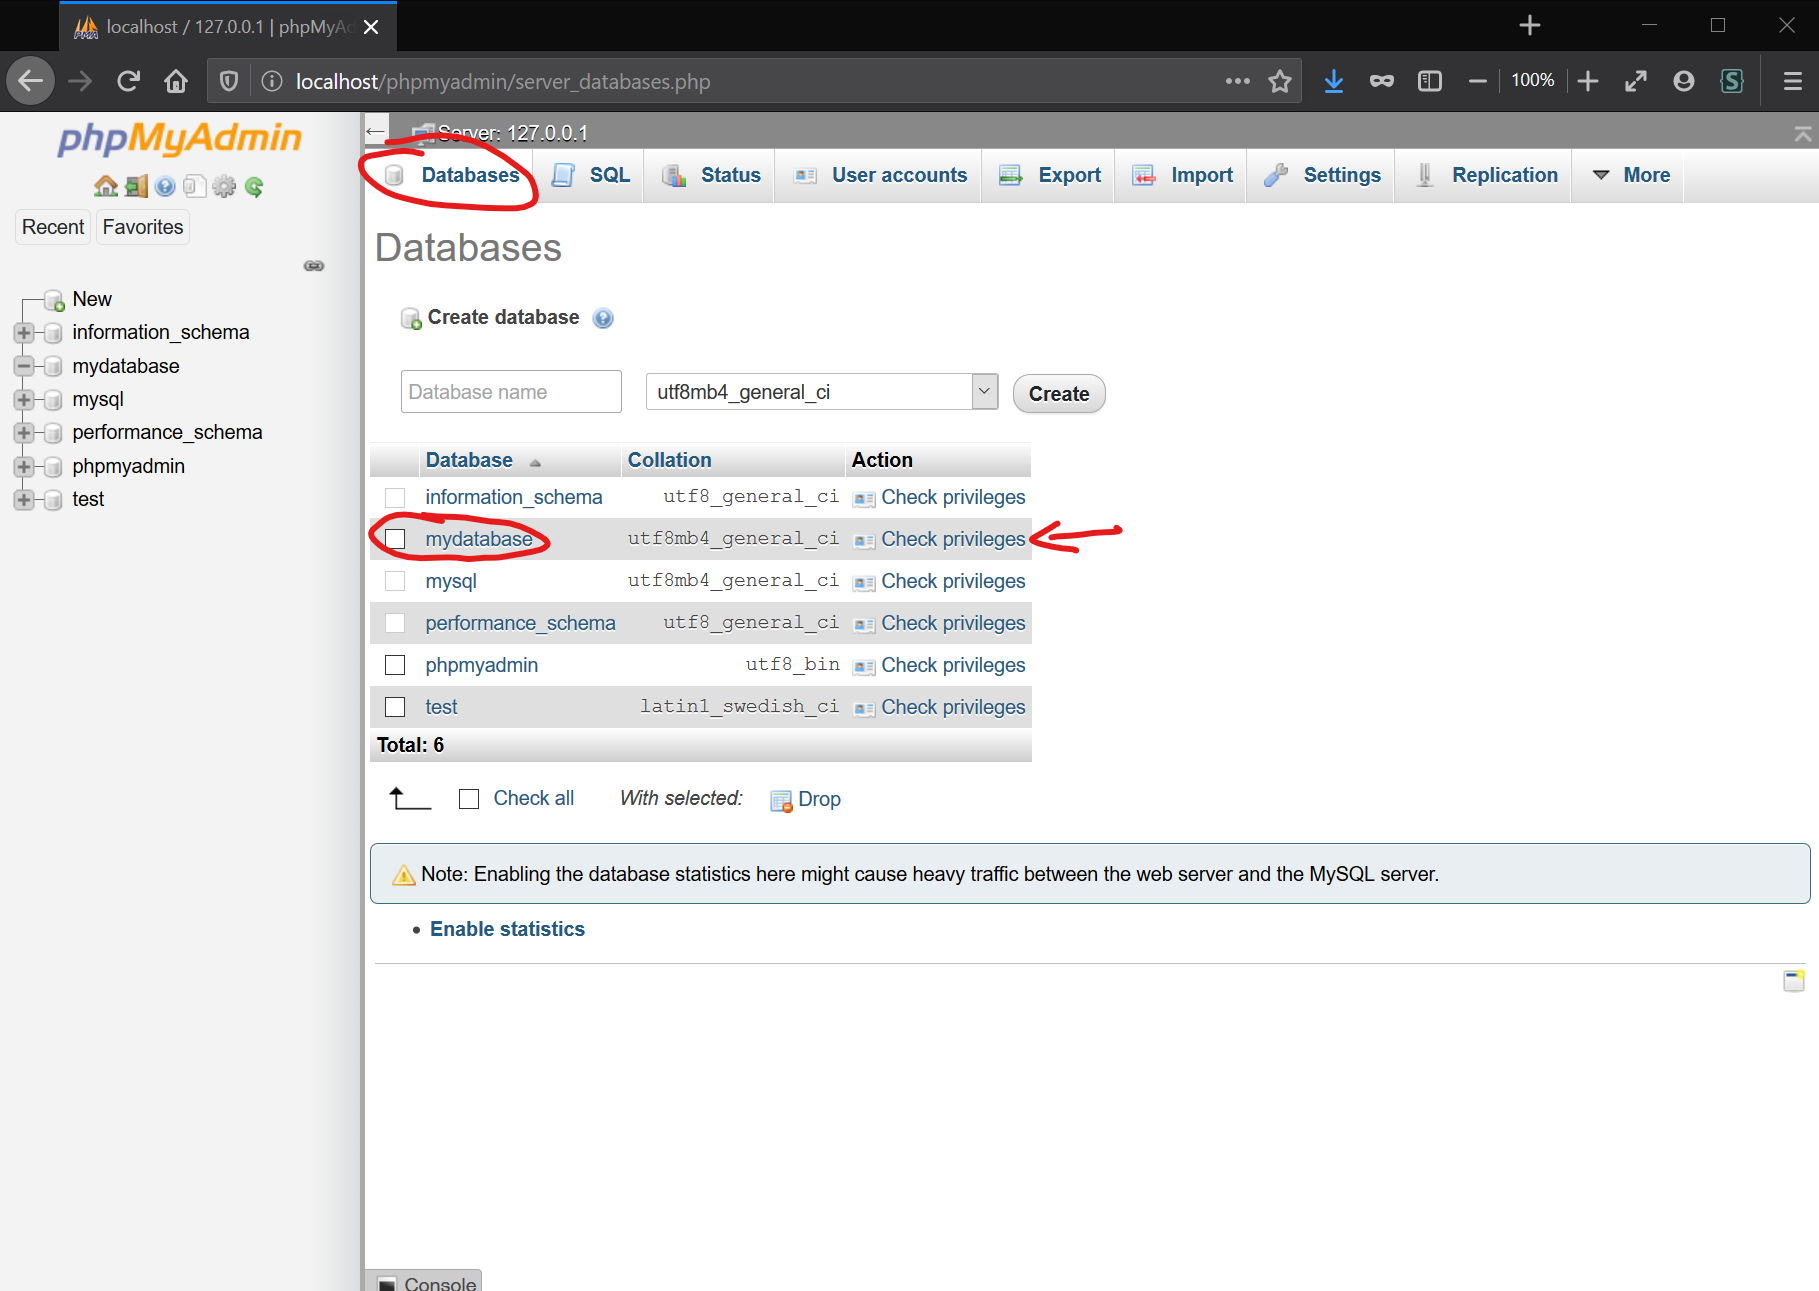 localhost / 127.0.0.1 | phpMyAd
localhost/phpmyadmin/server_databases.php
100%
phpMyAdmin
Recent Favorites
New
information_schema
mydatabase
mysql
performance_schema
phpmyadmin
test
Server: 127.0.0.1
Databases SQL Status User accounts Export Import Settings Replication More
Databases
Create database
Database name utf8mb4_general_ci Create
Database Collation Action
information_schema utf8_general_ci Check privileges
mydatabase utf8mb4_general_ci Check privileges
mysql utf8mb4_general_ci Check privileges
performance_schema utf8_general_ci Check privileges
phpmyadmin utf8_bin Check privileges
test latin1_swedish_ci Check privileges
Total: 6
Check all With selected: Drop
Note: Enabling the database statistics here might cause heavy traffic between the web server and the MySQL server.
• Enable statistics
Console